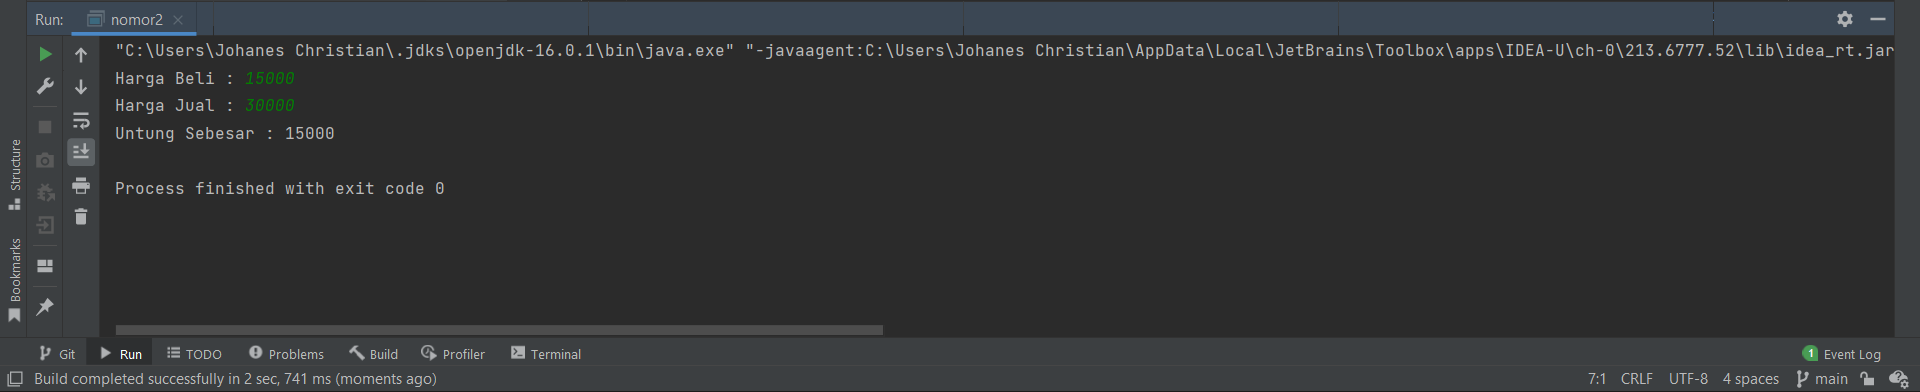 Run: nomor2
"C:\Users\Johanes Christian\.jdks\openjdk-16.0.1\bin\java.exe" "-javaagent:C:\Users\Johanes Christian\AppData\Local\JetBrains\Toolbox\apps\IDEA-U\ch-0\213.6777.52\lib\idea_rt.jar
Harga Beli : 15000
Harga Jual : 30000
Untung Sebesar : 15000
Process finished with exit code 0
Structure
Bookmarks
Git Run TODO Problems Build Profiler Terminal 1 Event Log
Build completed successfully in 2 sec, 741 ms (moments ago) 7:1 CRLF UTF-8 4 spaces main